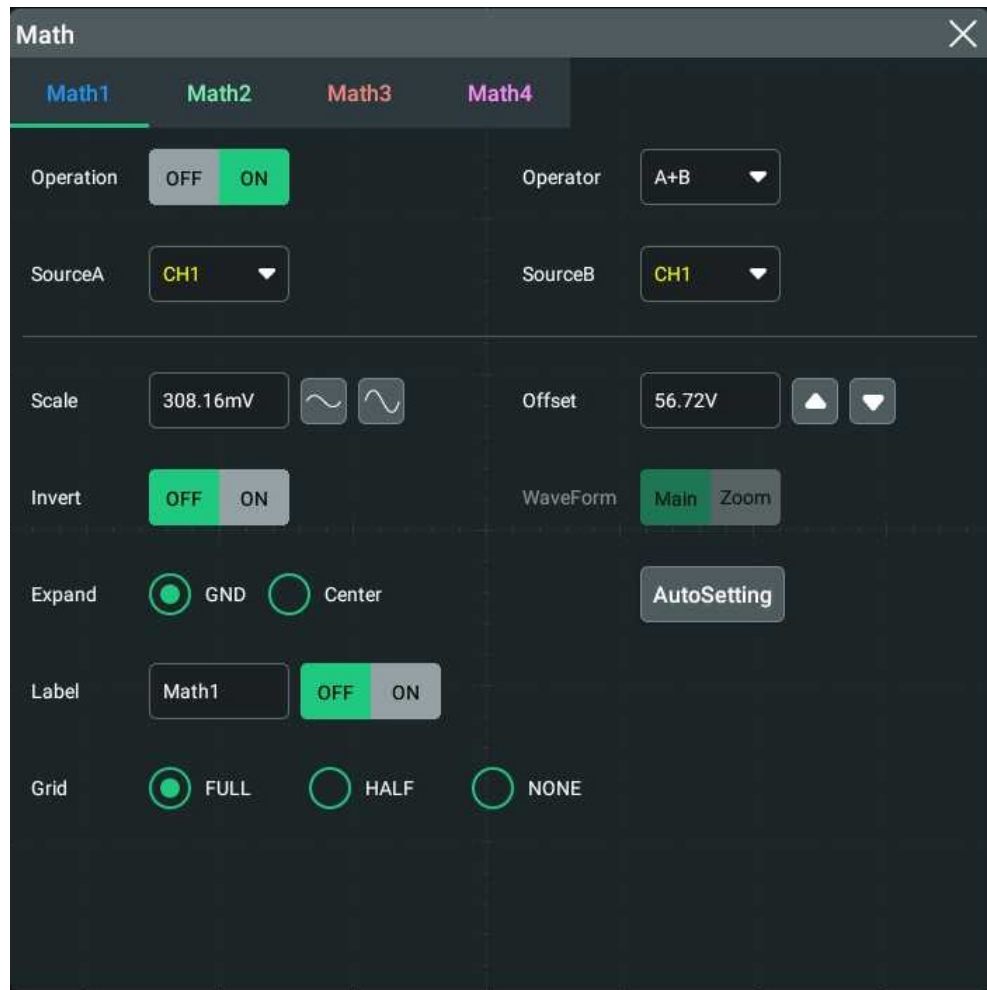 Math
Math1 Math2 Math3 Math4
Operation OFF ON Operator A+B
SourceA CH1 SourceB CH1
Scale 308.16mV Offset 56.72V
Invert OFF ON WaveForm Main Zoom
Expand GND Center AutoSetting
Label Math1 OFF ON
Grid FULL HALF NONE